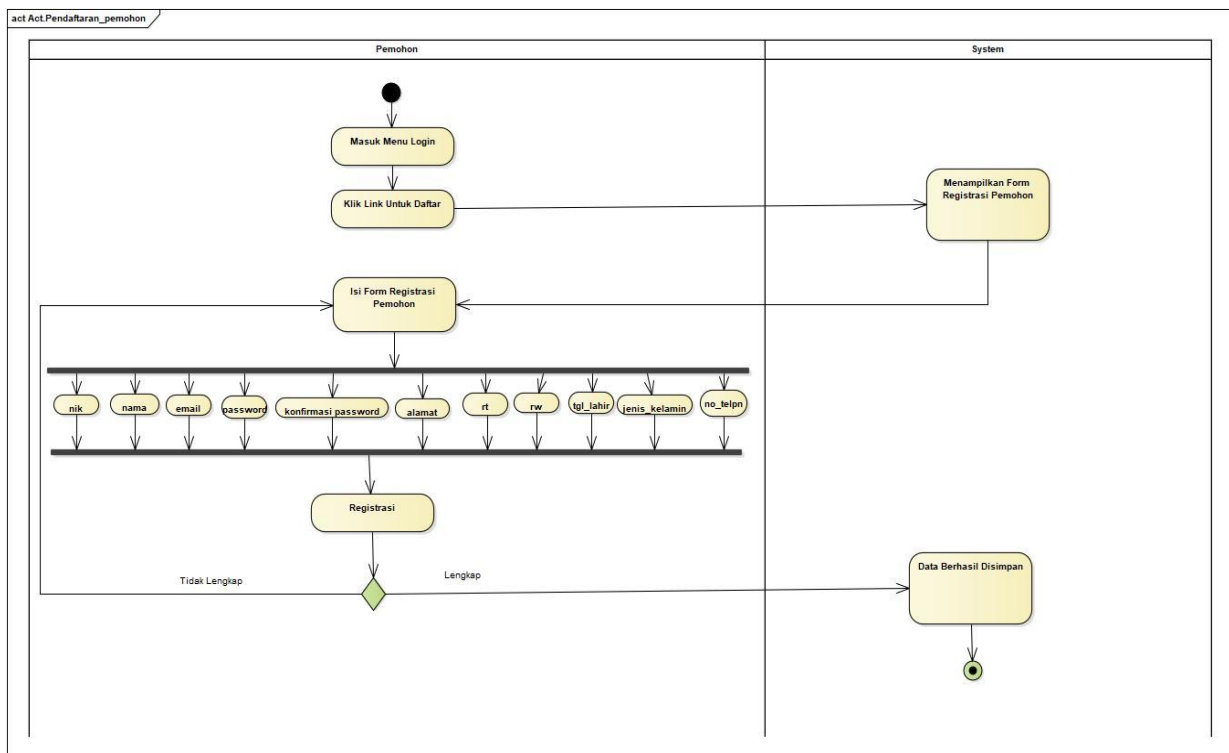 act Act.Pendaftaran_pemohon
Pemohon
System
Masuk Menu Login
Klik Link Untuk Daftar
Menampilkan Form
Registrasi Pemohon
Isi Form Registrasi
Pemohon
nik
nama
email
password
konfirmasi password
alamat
rt
rw
tgl_lahir
jenis_kelamin
no_telpn
Registrasi
Tidak Lengkap
Lengkap
Data Berhasil Disimpan